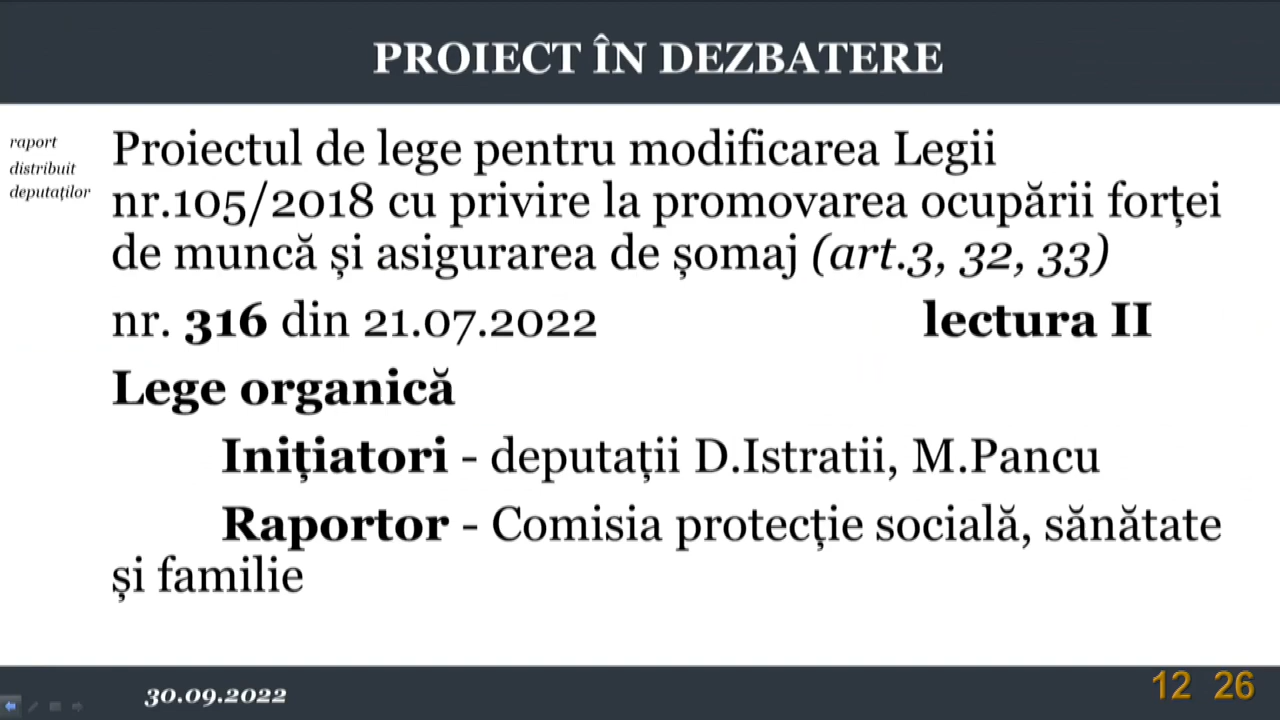 PROIECT ÎN DEZBATERE
raport
distribuit
deputaților
Proiectul de lege pentru modificarea Legii
nr.105/2018 cu privire la promovarea ocupării forței
de muncă și asigurarea de șomaj (art.3, 32, 33)
nr. 316 din 21.07.2022 lectura II
Lege organică
Inițiatori - deputații D.Istratii, M.Pancu
Raportor - Comisia protecție socială, sănătate
și familie
30.09.2022
12 26